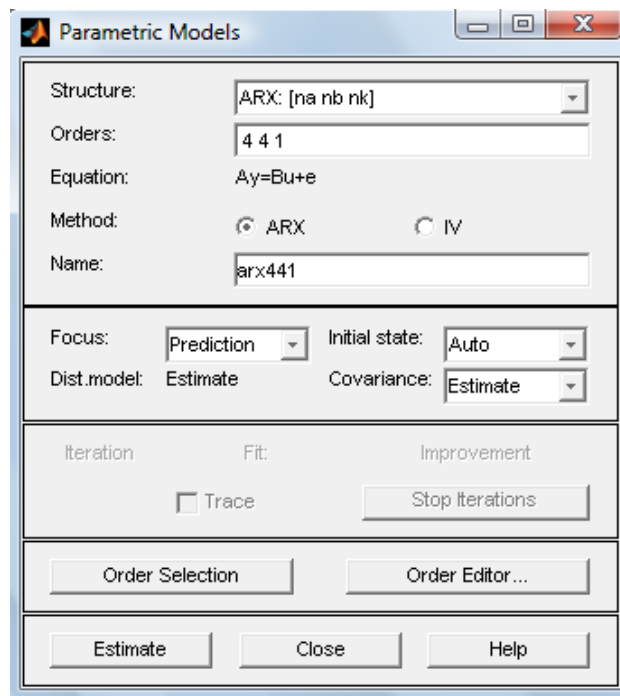 Parametric Models
Structure: ARX: [na nb nk]
Orders: 4 4 1
Equation: Ay=Bu+e
Method: ARX IV
Name: arx441
Focus: Prediction Initial state: Auto
Dist.model: Estimate Covariance: Estimate
Iteration Fit: Improvement
Trace Stop Iterations
Order Selection Order Editor...
Estimate Close Help